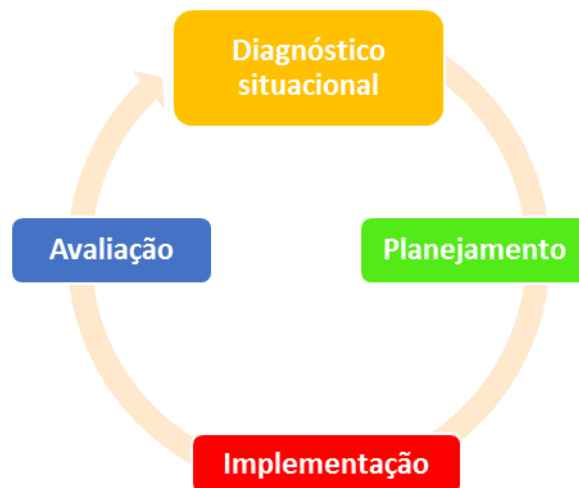 Diagnóstico
situacional
Avaliação
Planejamento
Implementação